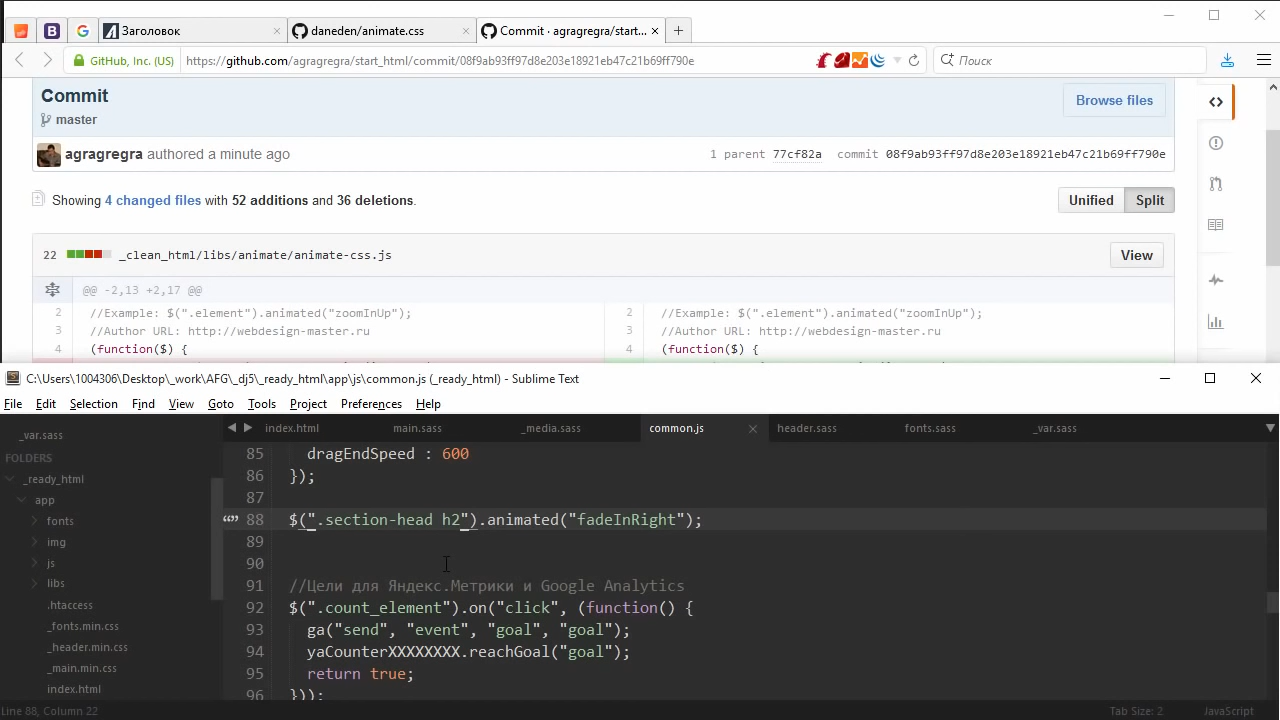 Заголовок
daneden/animate.css
Commit · agragregra/start...
GitHub, Inc. (US)
https://github.com/agragregra/start_html/commit/08f9ab93ff97d8e203e18921eb47c21b69ff790e
Поиск
Commit
Browse files
master
agragregra authored a minute ago
1 parent 77cf82a commit 08f9ab93ff97d8e203e18921eb47c21b69ff790e
Showing 4 changed files with 52 additions and 36 deletions.
Unified
Split
22 _clean_html/libs/animate/animate-css.js
View
@@ -2,13 +2,17 @@
2 //Example: $(".element").animated("zoomInUp");
2 //Example: $(".element").animated("zoomInUp");
3 //Author URL: http://webdesign-master.ru
3 //Author URL: http://webdesign-master.ru
4 (function($) {
4 (function($) {
C:\Users\1004306\Desktop\_work\AFG\_dj5\_ready_html\app\js\common.js (_ready_html) - Sublime Text
File Edit Selection Find View Goto Tools Project Preferences Help
_var.sass
FOLDERS
_ready_html
app
fonts
img
js
libs
.htaccess
_fonts.min.css
_header.min.css
_main.min.css
index.html
index.html
main.sass
_media.sass
common.js
header.sass
fonts.sass
_var.sass
85 dragEndSpeed : 600
86 });
87
88 $(".section-head h2").animated("fadeInRight");
89
90
91 //Цели для Яндекс.Метрики и Google Analytics
92 $(".count_element").on("click", (function() {
93 ga("send", "event", "goal", "goal");
94 yaCounterXXXXXXXX.reachGoal("goal");
95 return true;
96 }));
Line 88, Column 22
Tab Size: 2
JavaScript